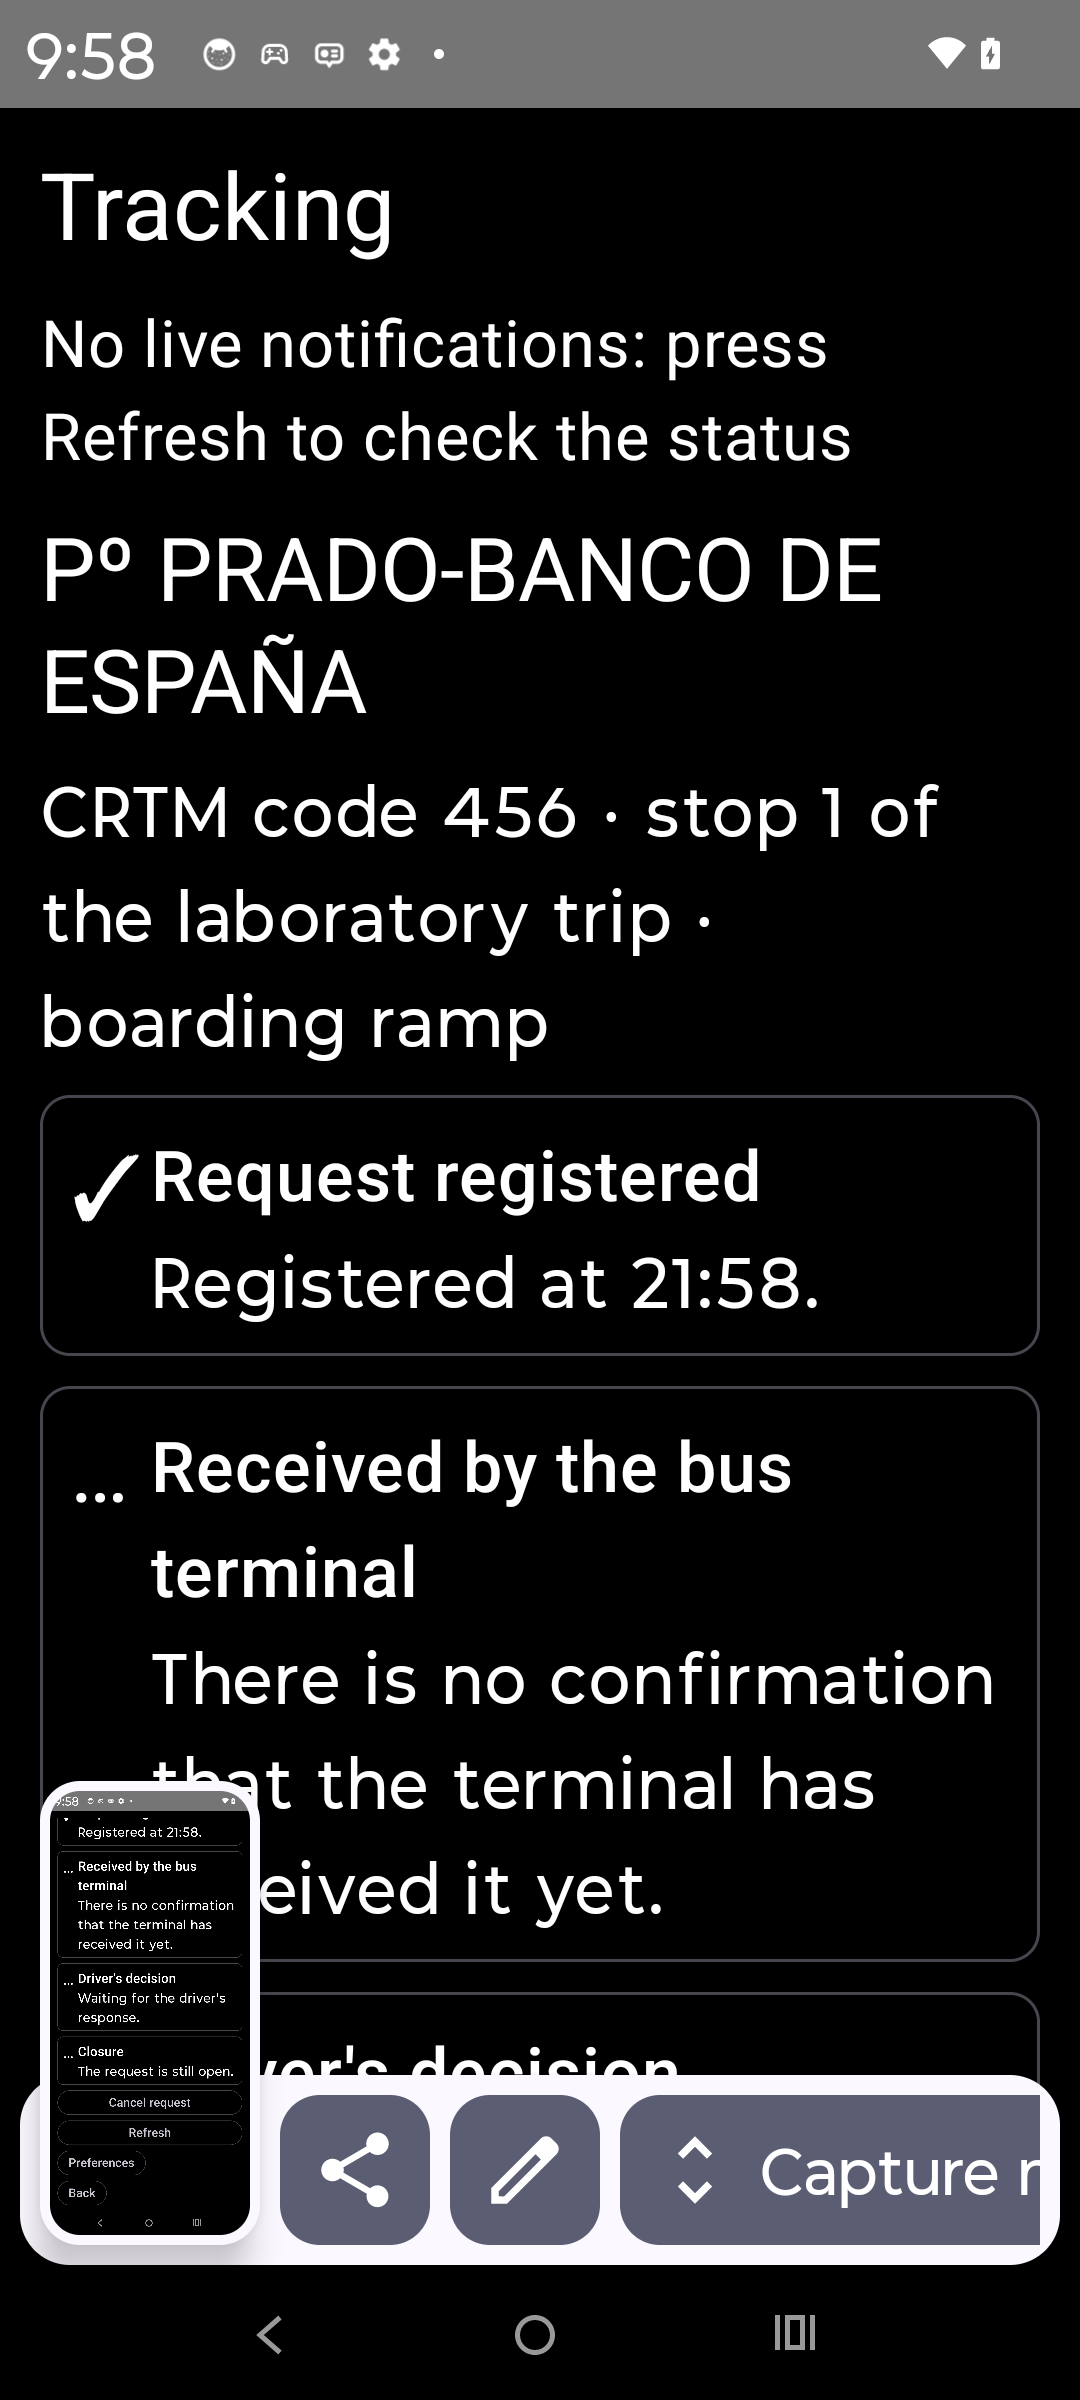 9:58
Tracking
No live notifications: press
Refresh to check the status
Pº PRADO-BANCO DE
ESPAÑA
CRTM code 456 · stop 1 of
the laboratory trip ·
boarding ramp
✓ Request registered
Registered at 21:58.
... Received by the bus
terminal
There is no confirmation
that the terminal has
eived it yet.
ver's decision
9:58
Registered at 21:58.
... Received by the bus
terminal
There is no confirmation
that the terminal has
received it yet.
... Driver's decision
Waiting for the driver's
response.
... Closure
The request is still open.
Cancel request
Refresh
Preferences
Back
Capture